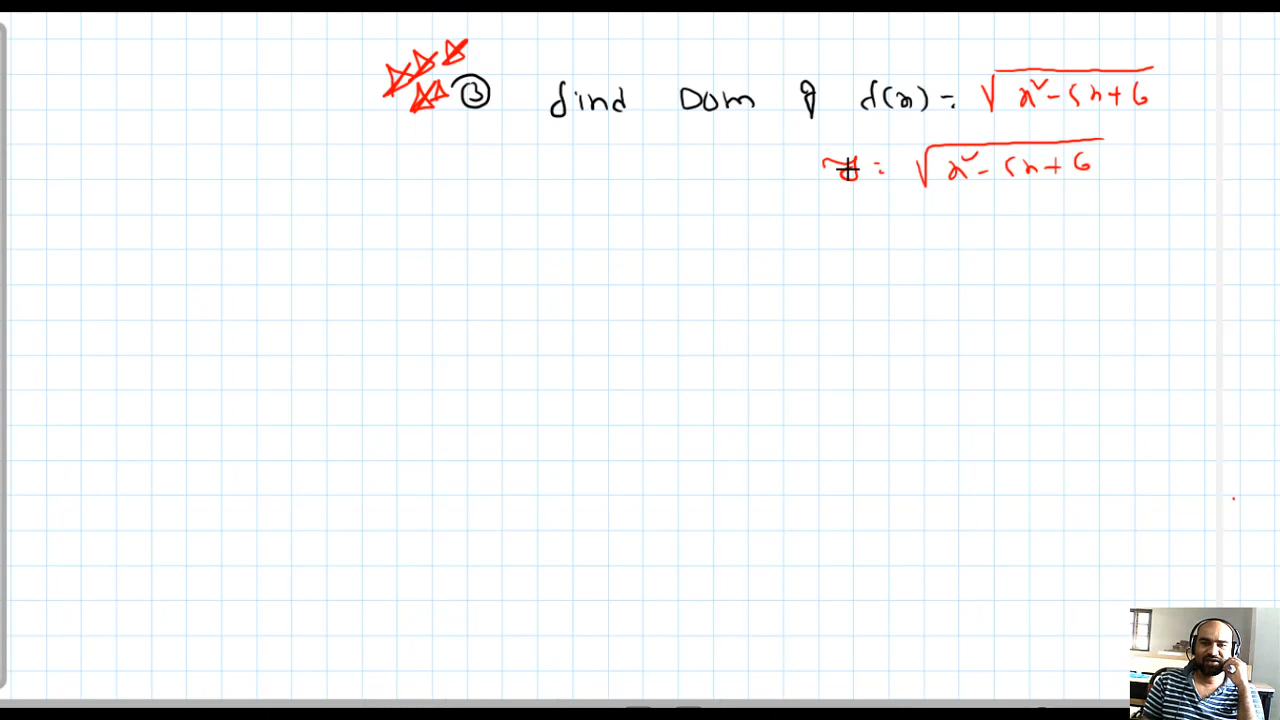 ③ find Dom of f(x) = √(x² - 5x + 6)
y = √(x² - 5x + 6)